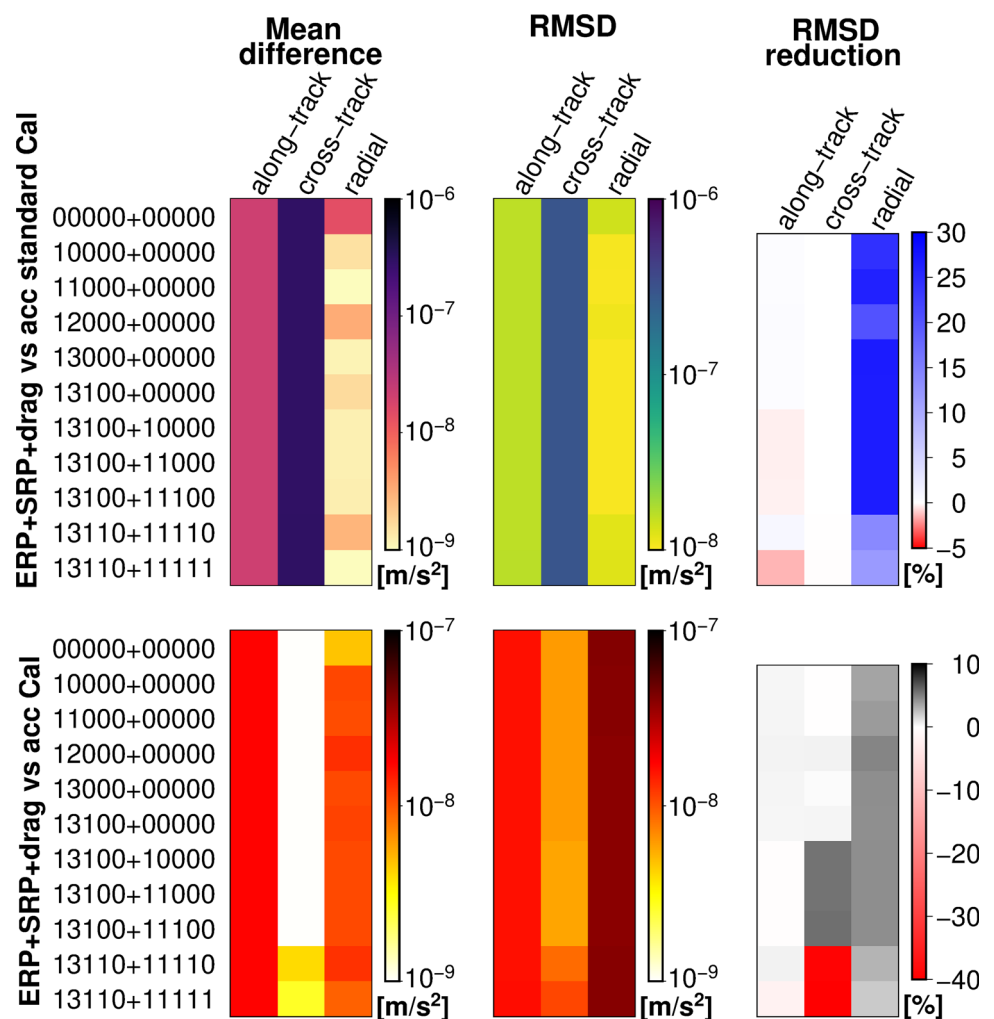 Mean
difference
RMSD
RMSD
reduction
along−track
cross−track
radial
along−track
cross−track
radial
along−track
cross−track
radial
ERP+SRP+drag vs acc standard Cal
00000+00000
10000+00000
11000+00000
12000+00000
13000+00000
13100+00000
13100+10000
13100+11000
13100+11100
13110+11110
13110+11111
10⁻⁶
10⁻⁷
10⁻⁸
10⁻⁹
[m/s²]
10⁻⁶
10⁻⁷
10⁻⁸
[m/s²]
30
25
20
15
10
5
0
−5
[%]
ERP+SRP+drag vs acc Cal
00000+00000
10000+00000
11000+00000
12000+00000
13000+00000
13100+00000
13100+10000
13100+11000
13100+11100
13110+11110
13110+11111
10⁻⁷
10⁻⁸
10⁻⁹
[m/s²]
10⁻⁷
10⁻⁸
10⁻⁹
[m/s²]
10
0
−10
−20
−30
−40
[%]